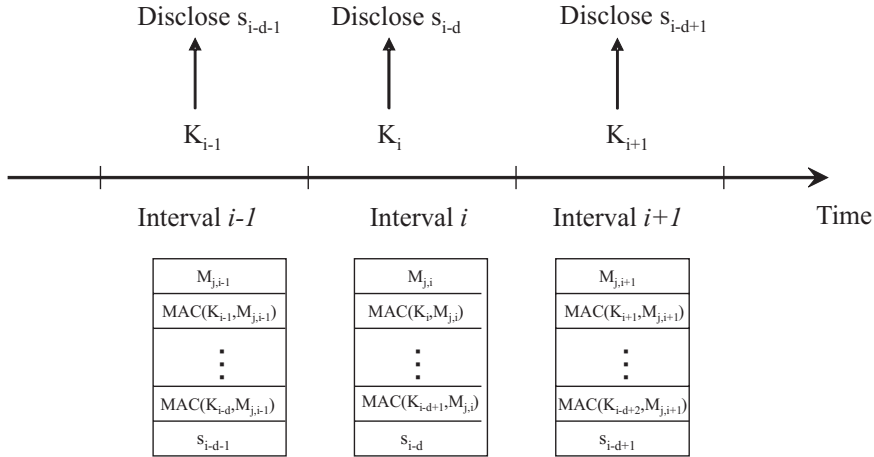 Disclose s_{i-d-1} Disclose s_{i-d} Disclose s_{i-d+1}
K_{i-1} K_i K_{i+1}
Interval i-1 Interval i Interval i+1 Time
M_{j,i-1} M_{j,i} M_{j,i+1}
MAC(K_{i-1},M_{j,i-1}) MAC(K_i,M_{j,i}) MAC(K_{i+1},M_{j,i+1})
MAC(K_{i-d},M_{j,i-1}) MAC(K_{i-d+1},M_{j,i}) MAC(K_{i-d+2},M_{j,i+1})
s_{i-d-1} s_{i-d} s_{i-d+1}